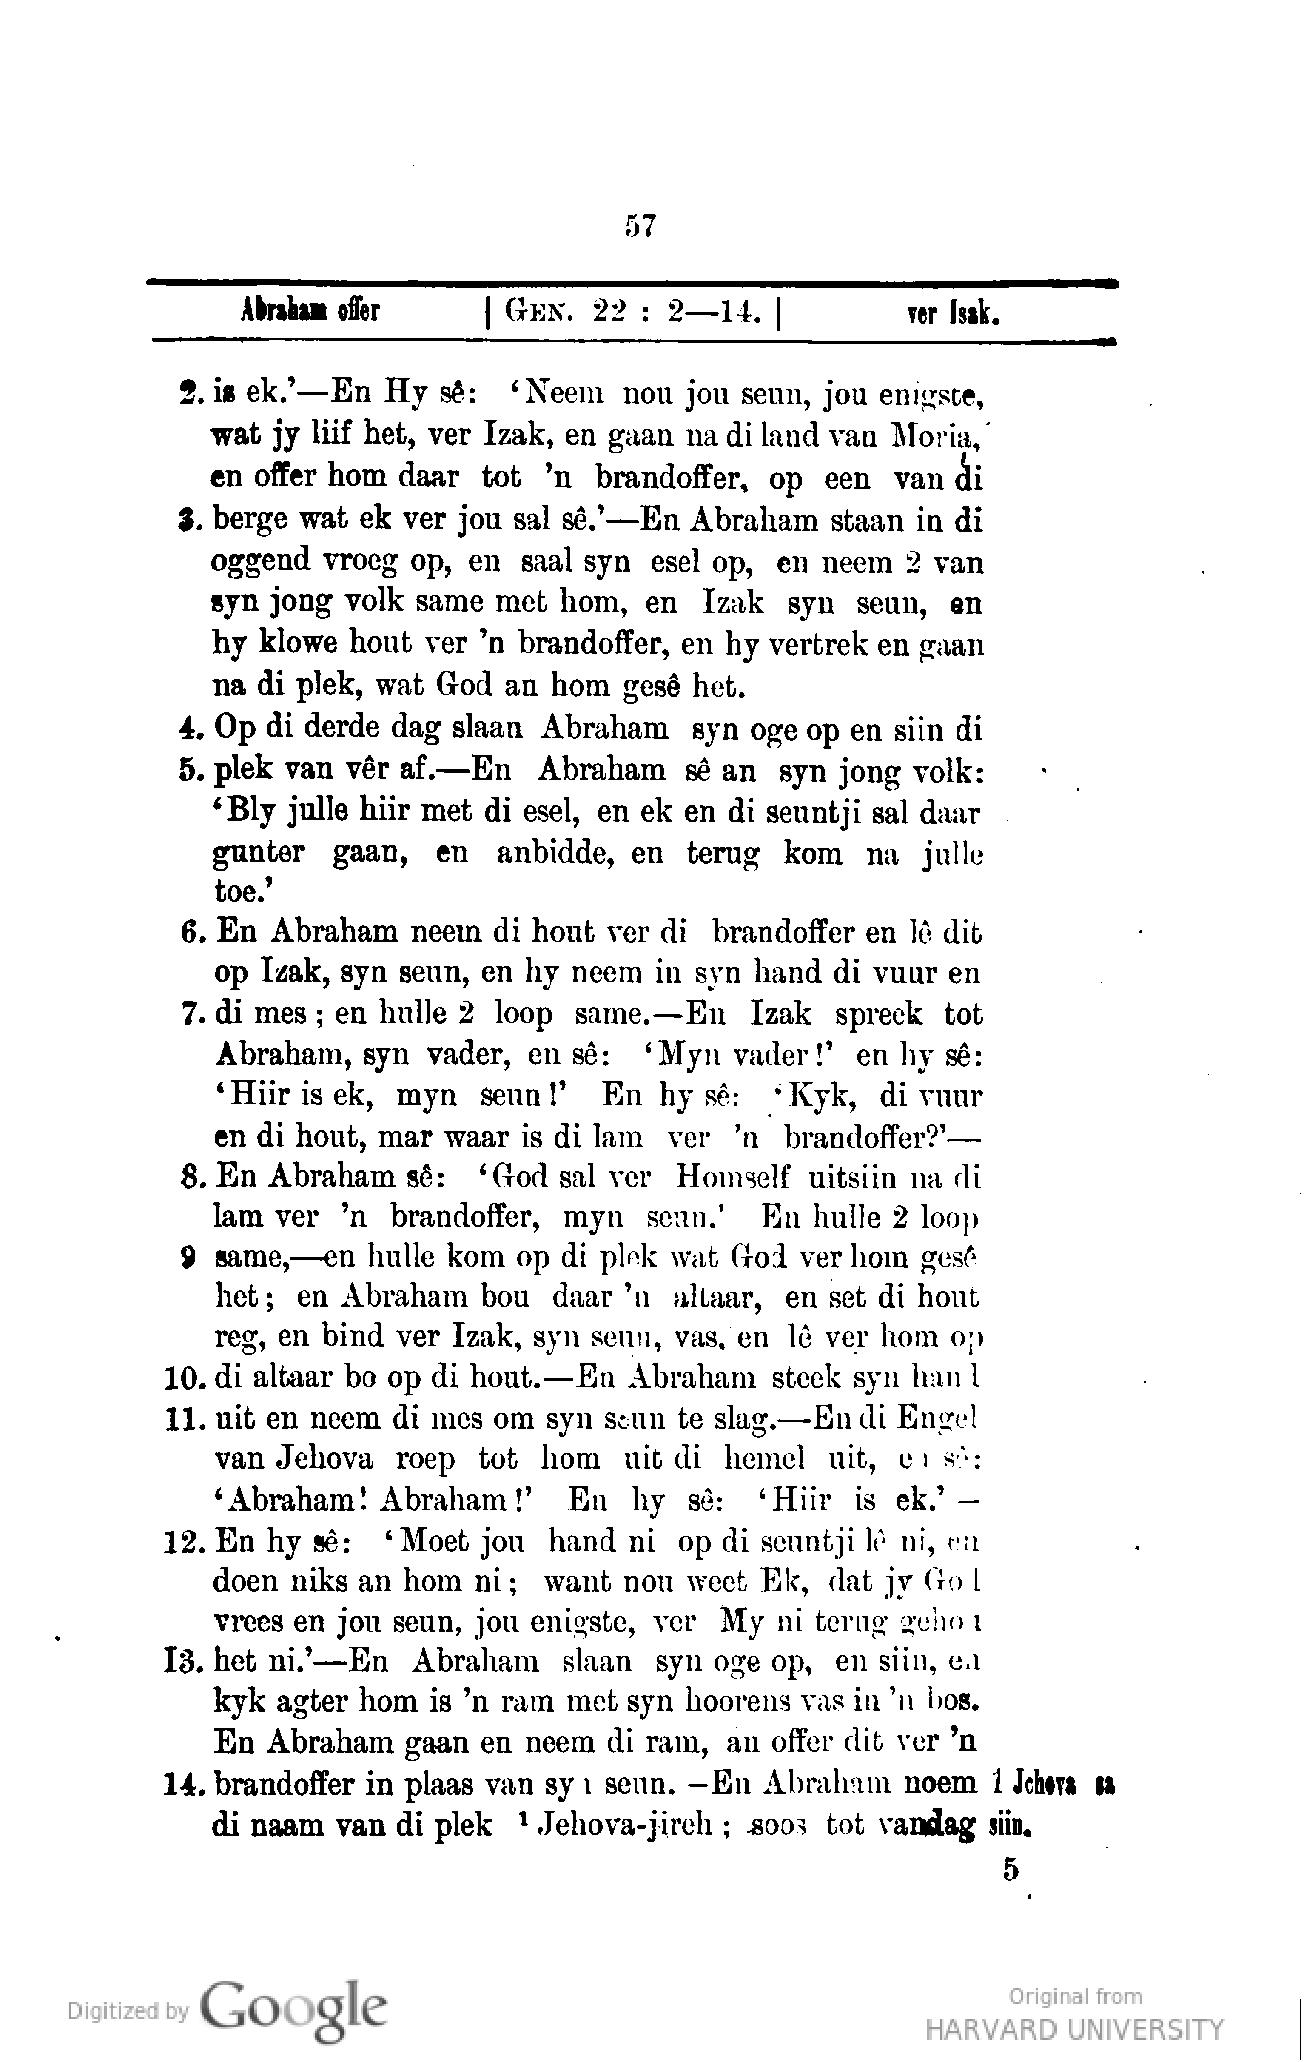 57
Abraham offer | GEN. 22 : 2—14. | ver Isak.
2. is ek.’—En Hy sê: ‘Neem nou jou seun, jou enigste,
wat jy liif het, ver Izak, en gaan na di land van Moria,
en offer hom daar tot ’n brandoffer, op een van di
3. berge wat ek ver jou sal sê.’—En Abraham staan in di
oggend vroeg op, en saal syn esel op, en neem 2 van
syn jong volk same met hom, en Izak syn seun, en
hy klowe hout ver ’n brandoffer, en hy vertrek en gaan
na di plek, wat God an hom gesê het.
4. Op di derde dag slaan Abraham syn oge op en siin di
5. plek van vêr af.—En Abraham sê an syn jong volk:
‘Bly julle hiir met di esel, en ek en di seuntji sal daar
gunter gaan, en anbidde, en terug kom na julle
toe.’
6. En Abraham neem di hout ver di brandoffer en lê dit
op Izak, syn seun, en hy neem in syn hand di vuur en
7. di mes ; en hulle 2 loop same.—En Izak spreek tot
Abraham, syn vader, en sê: ‘Myn vader!’ en hy sê:
‘Hiir is ek, myn seun!’ En hy sê: ‘Kyk, di vuur
en di hout, mar waar is di lam ver ’n brandoffer?’—
8. En Abraham sê: ‘God sal ver Homself uitsiin na di
lam ver ’n brandoffer, myn seun.’ En hulle 2 loop
9 same,—en hulle kom op di plek wat God ver hom gesê
het ; en Abraham bou daar ’n altaar, en set di hout
reg, en bind ver Izak, syn seun, vas, en lê ver hom op
10. di altaar bo op di hout.—En Abraham steek syn hand
11. uit en neem di mes om syn seun te slag.—En di Engel
van Jehova roep tot hom uit di hemel uit, en sê:
‘Abraham! Abraham!’ En hy sê: ‘Hiir is ek.’ —
12. En hy sê: ‘Moet jou hand ni op di seuntji lê ni, en
doen niks an hom ni ; want nou weet Ek, dat jy God
vrees en jou seun, jou enigste, ver My ni terug gehou
13. het ni.’—En Abraham slaan syn oge op, en siin, en
kyk agter hom is ’n ram met syn hoorens vas in ’n bos.
En Abraham gaan en neem di ram, an offer dit ver ’n
14. brandoffer in plaas van syn seun. —En Abraham noem 1 Jehova sa
di naam van di plek ¹ Jehova-jireh ; soos tot vandag siin.
5
Digitized by Google
Original from
HARVARD UNIVERSITY